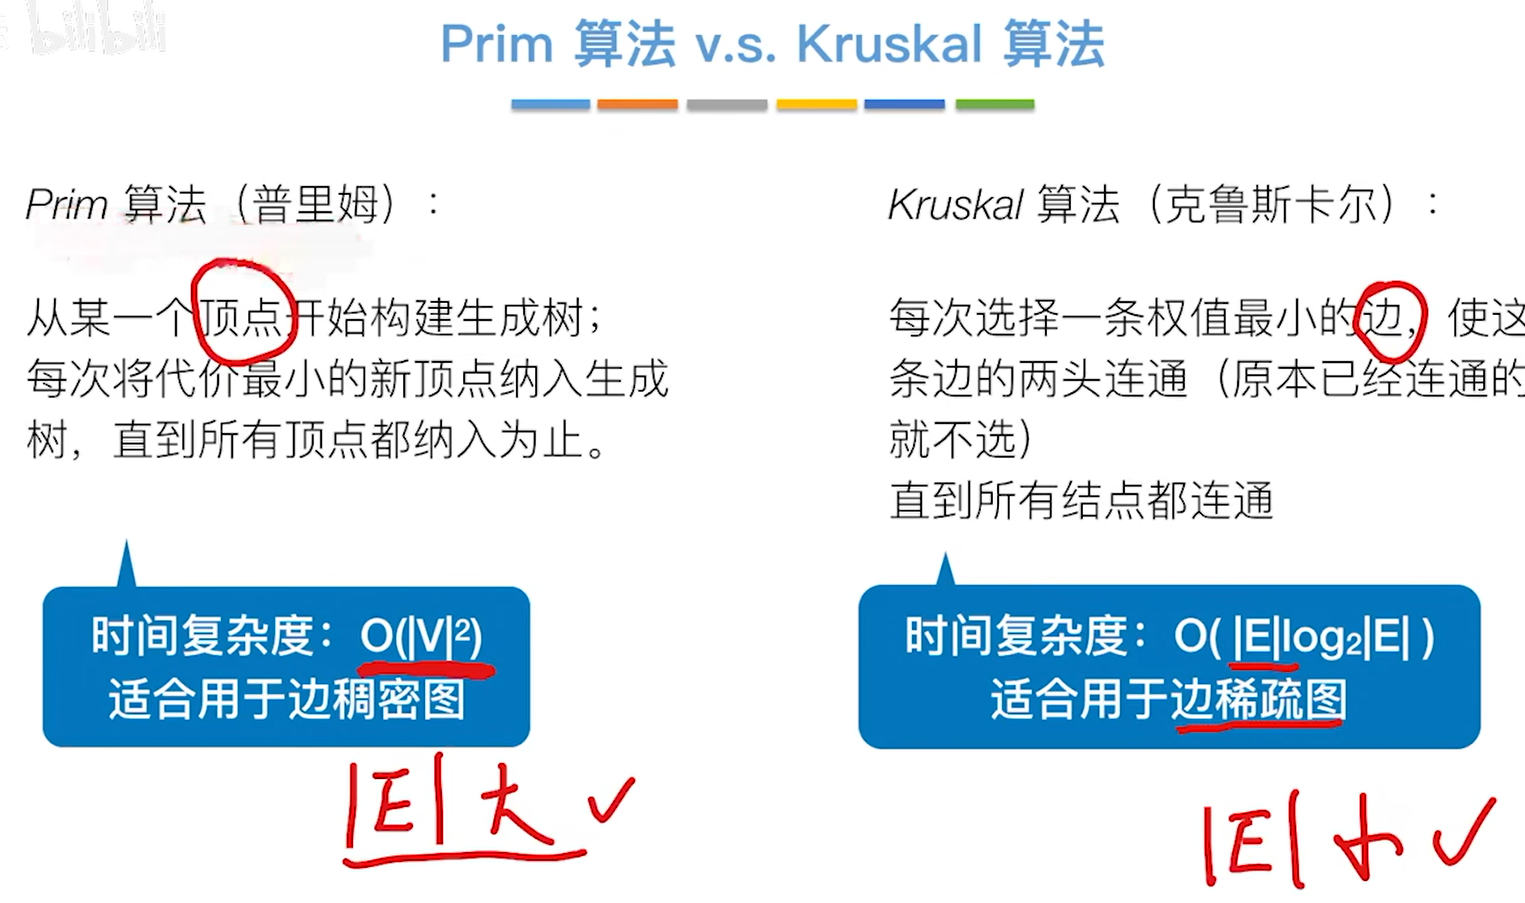 bilibili
Prim 算法 v.s. Kruskal 算法
Prim 算法（普里姆）：
从某一个顶点开始构建生成树；
每次将代价最小的新顶点纳入生成
树，直到所有顶点都纳入为止。
时间复杂度：O(|V|²)
适合用于边稠密图
|E| 大 ✓
Kruskal 算法（克鲁斯卡尔）：
每次选择一条权值最小的边，使这
条边的两头连通（原本已经连通的
就不选）
直到所有结点都连通
时间复杂度：O( |E|log₂|E| )
适合用于边稀疏图
|E| 小 ✓